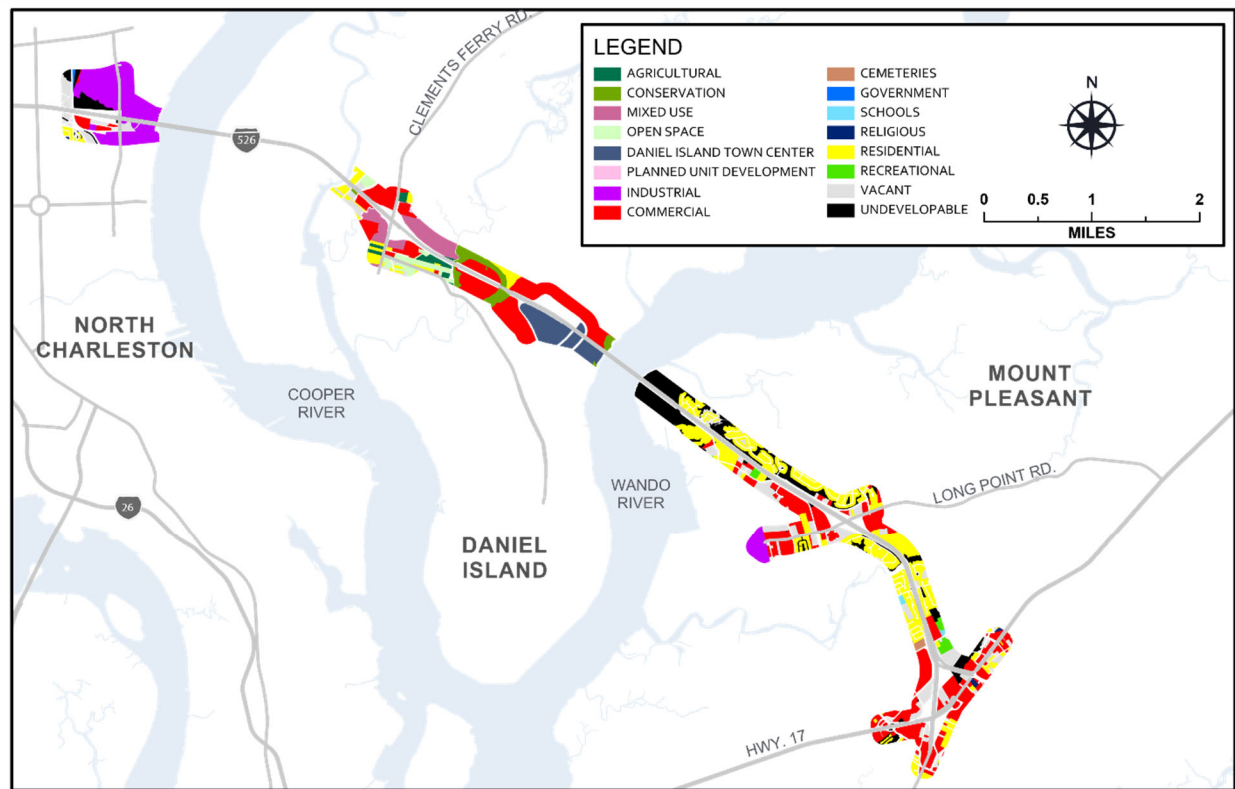 CLEMENTS FERRY RD.
LEGEND
AGRICULTURAL
CONSERVATION
MIXED USE
OPEN SPACE
DANIEL ISLAND TOWN CENTER
PLANNED UNIT DEVELOPMENT
INDUSTRIAL
COMMERCIAL
CEMETERIES
GOVERNMENT
SCHOOLS
RELIGIOUS
RESIDENTIAL
RECREATIONAL
VACANT
UNDEVELOPABLE
N
0 0.5 1 2
MILES
526
NORTH
CHARLESTON
COOPER
RIVER
MOUNT
PLEASANT
WANDO
RIVER
LONG POINT RD.
26
DANIEL
ISLAND
HWY. 17